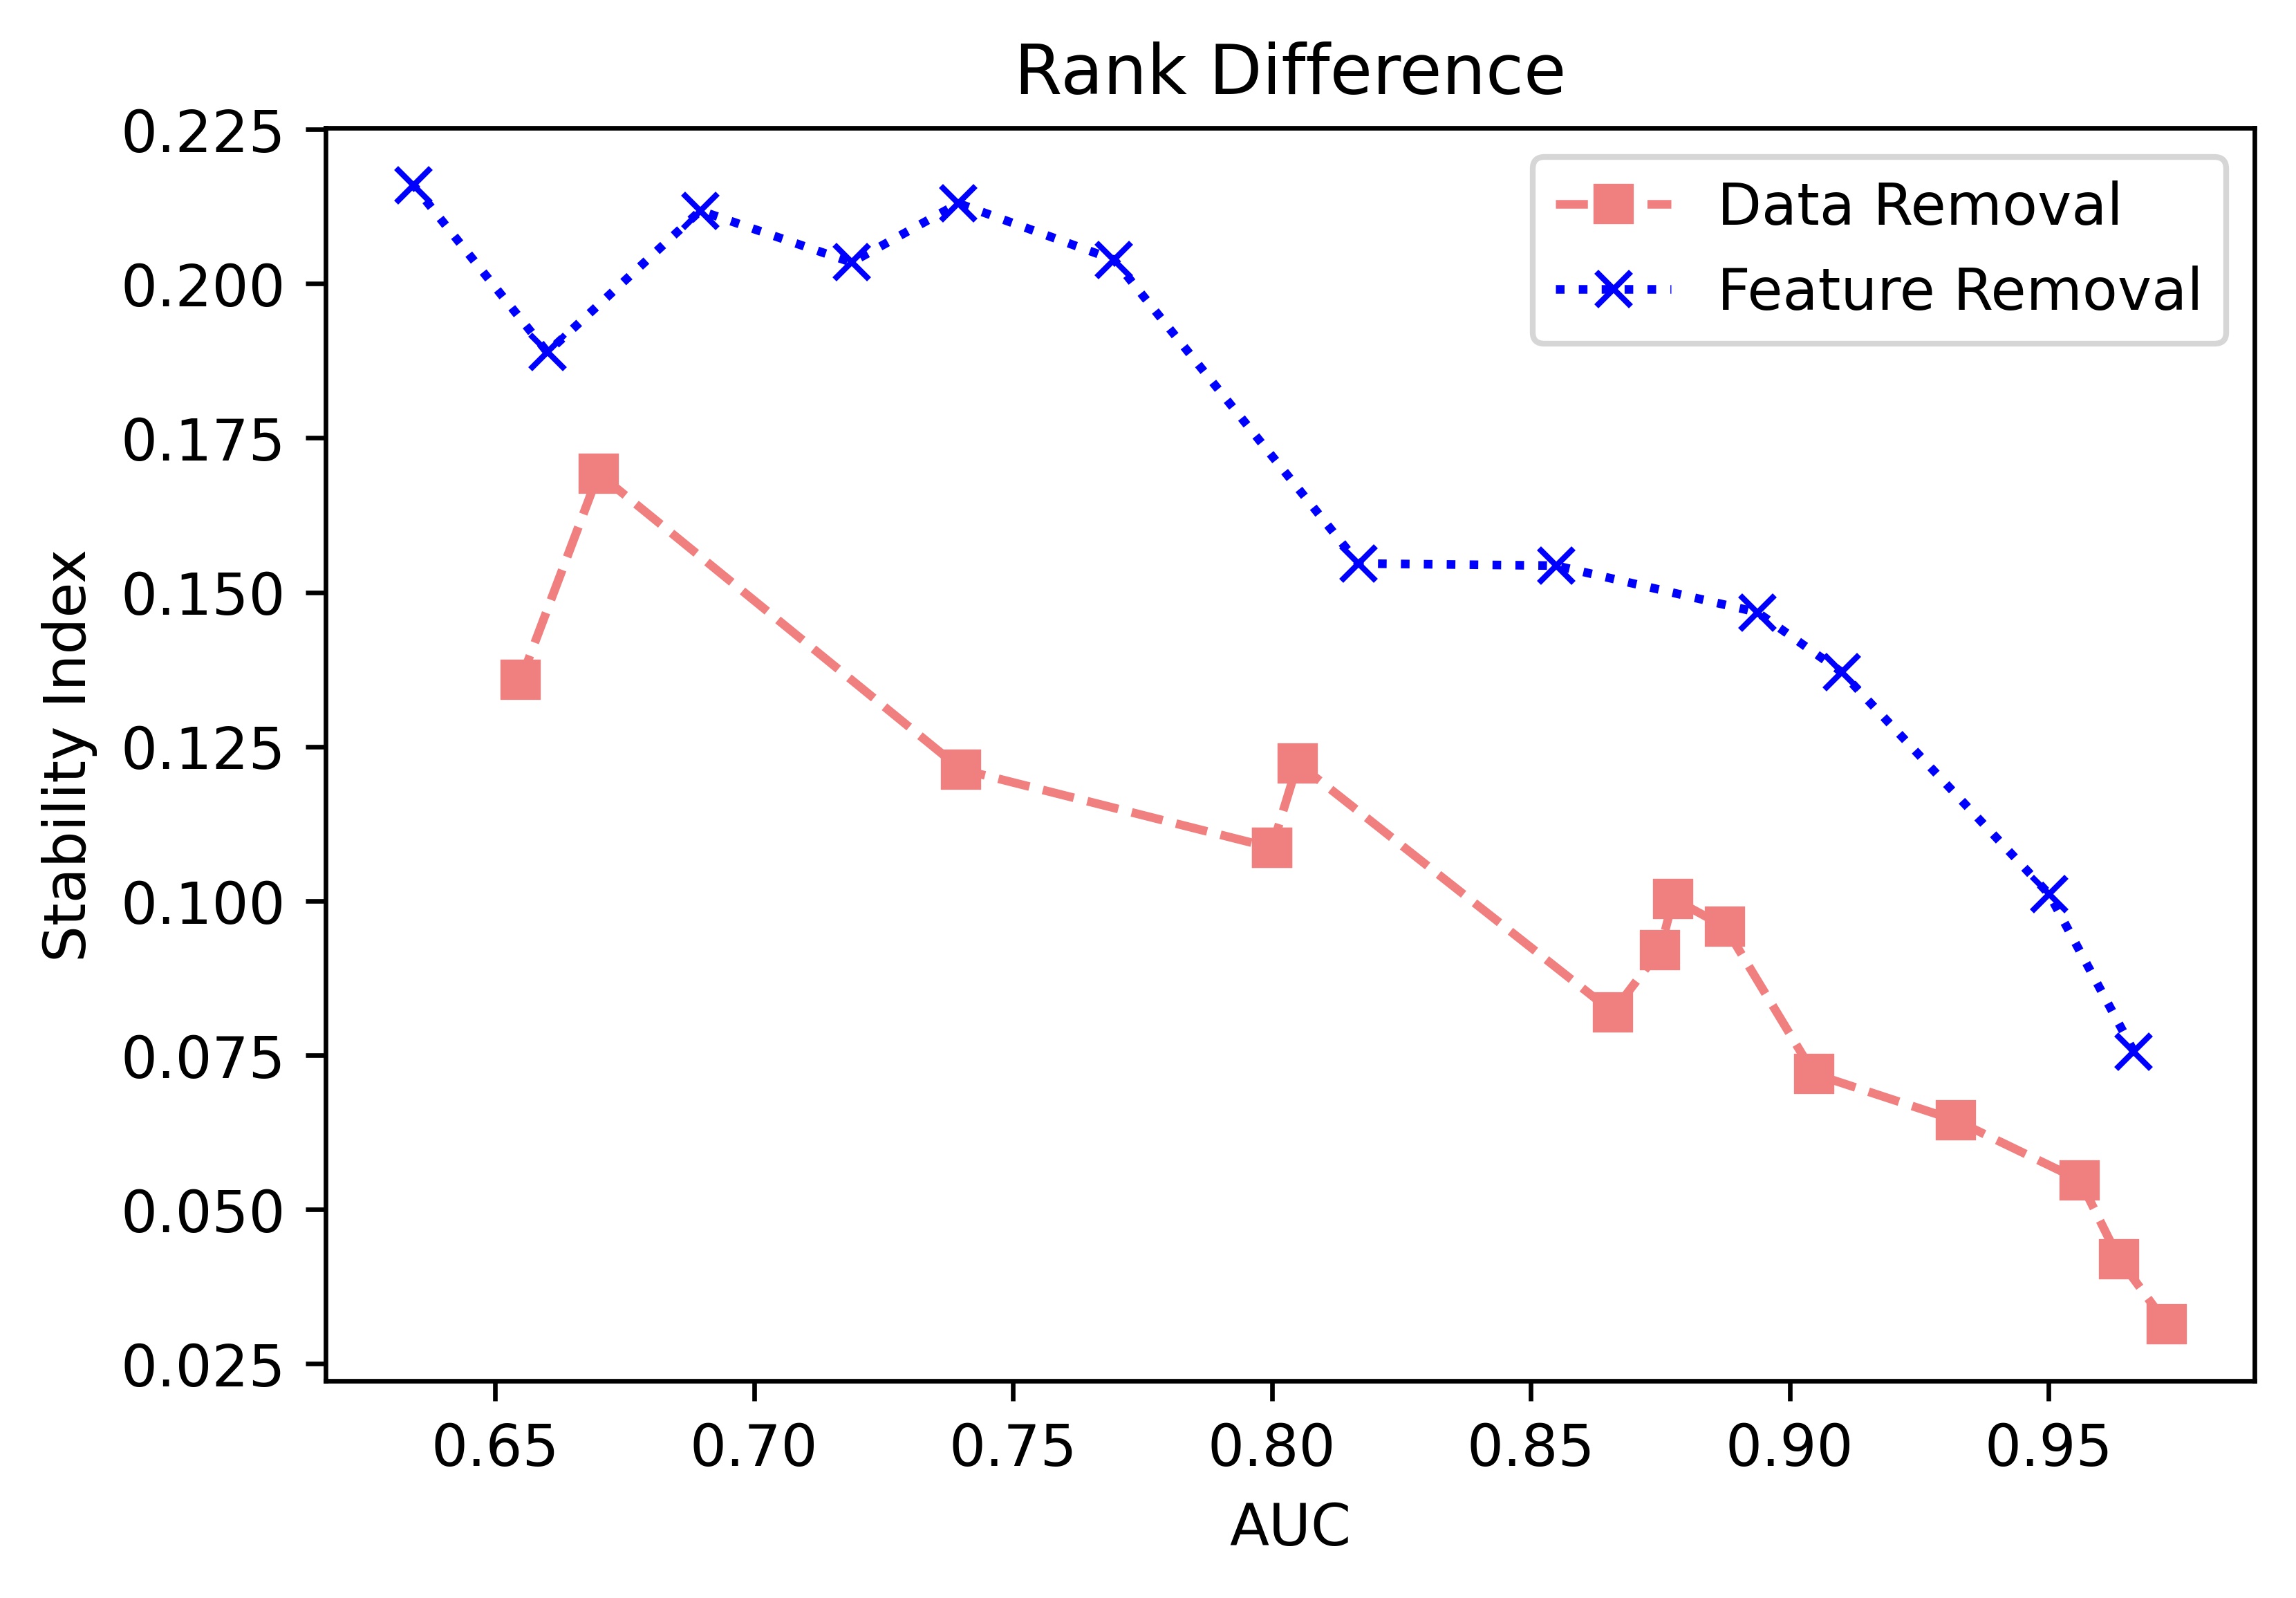 Rank Difference
0.225
0.200
0.175
0.150
0.125
0.100
0.075
0.050
0.025
Stability Index
Data Removal
Feature Removal
0.65 0.70 0.75 0.80 0.85 0.90 0.95
AUC